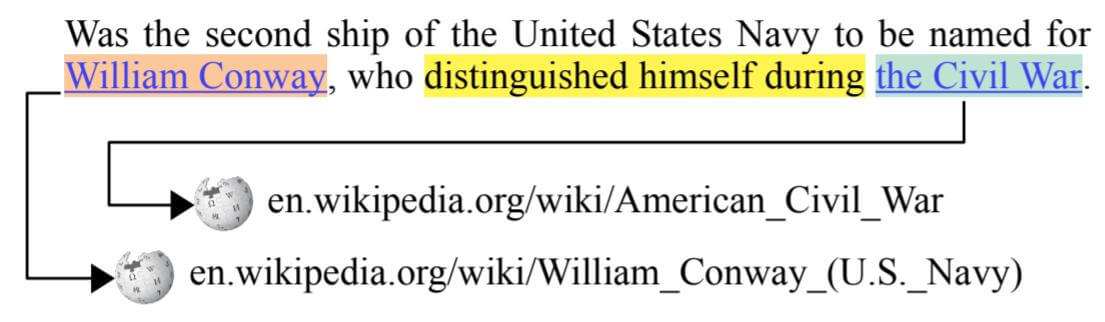 Was the second ship of the United States Navy to be named for
William Conway, who distinguished himself during the Civil War.
en.wikipedia.org/wiki/American_Civil_War
en.wikipedia.org/wiki/William_Conway_(U.S._Navy)